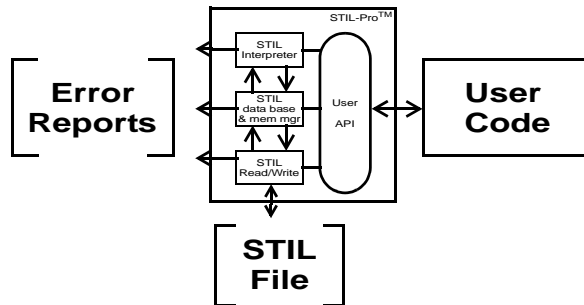 STIL-Pro™
STIL
Interpreter
STIL
data base
& mem mgr
STIL
Read/Write
User
API
Error
Reports
User
Code
STIL
File